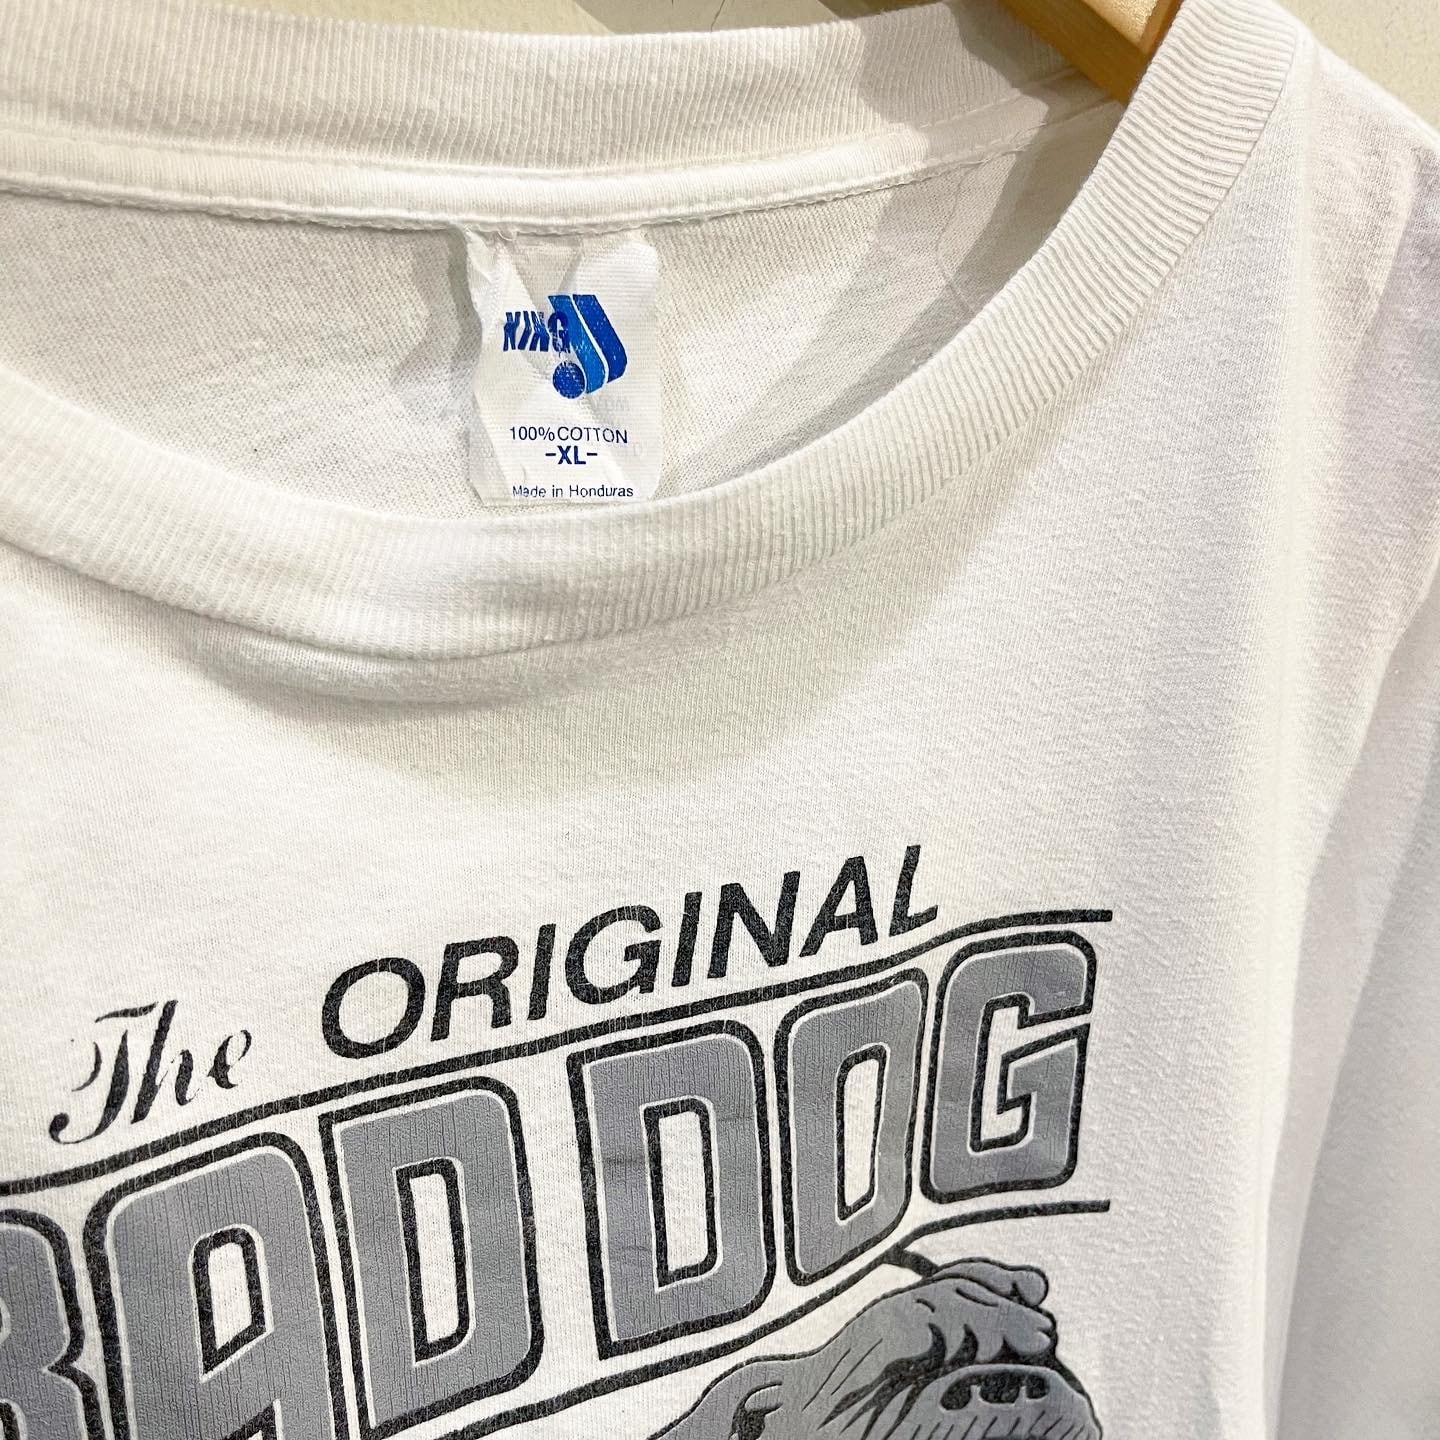 KING
100% COTTON
-XL-
Made in Honduras
The ORIGINAL
BAD DOG